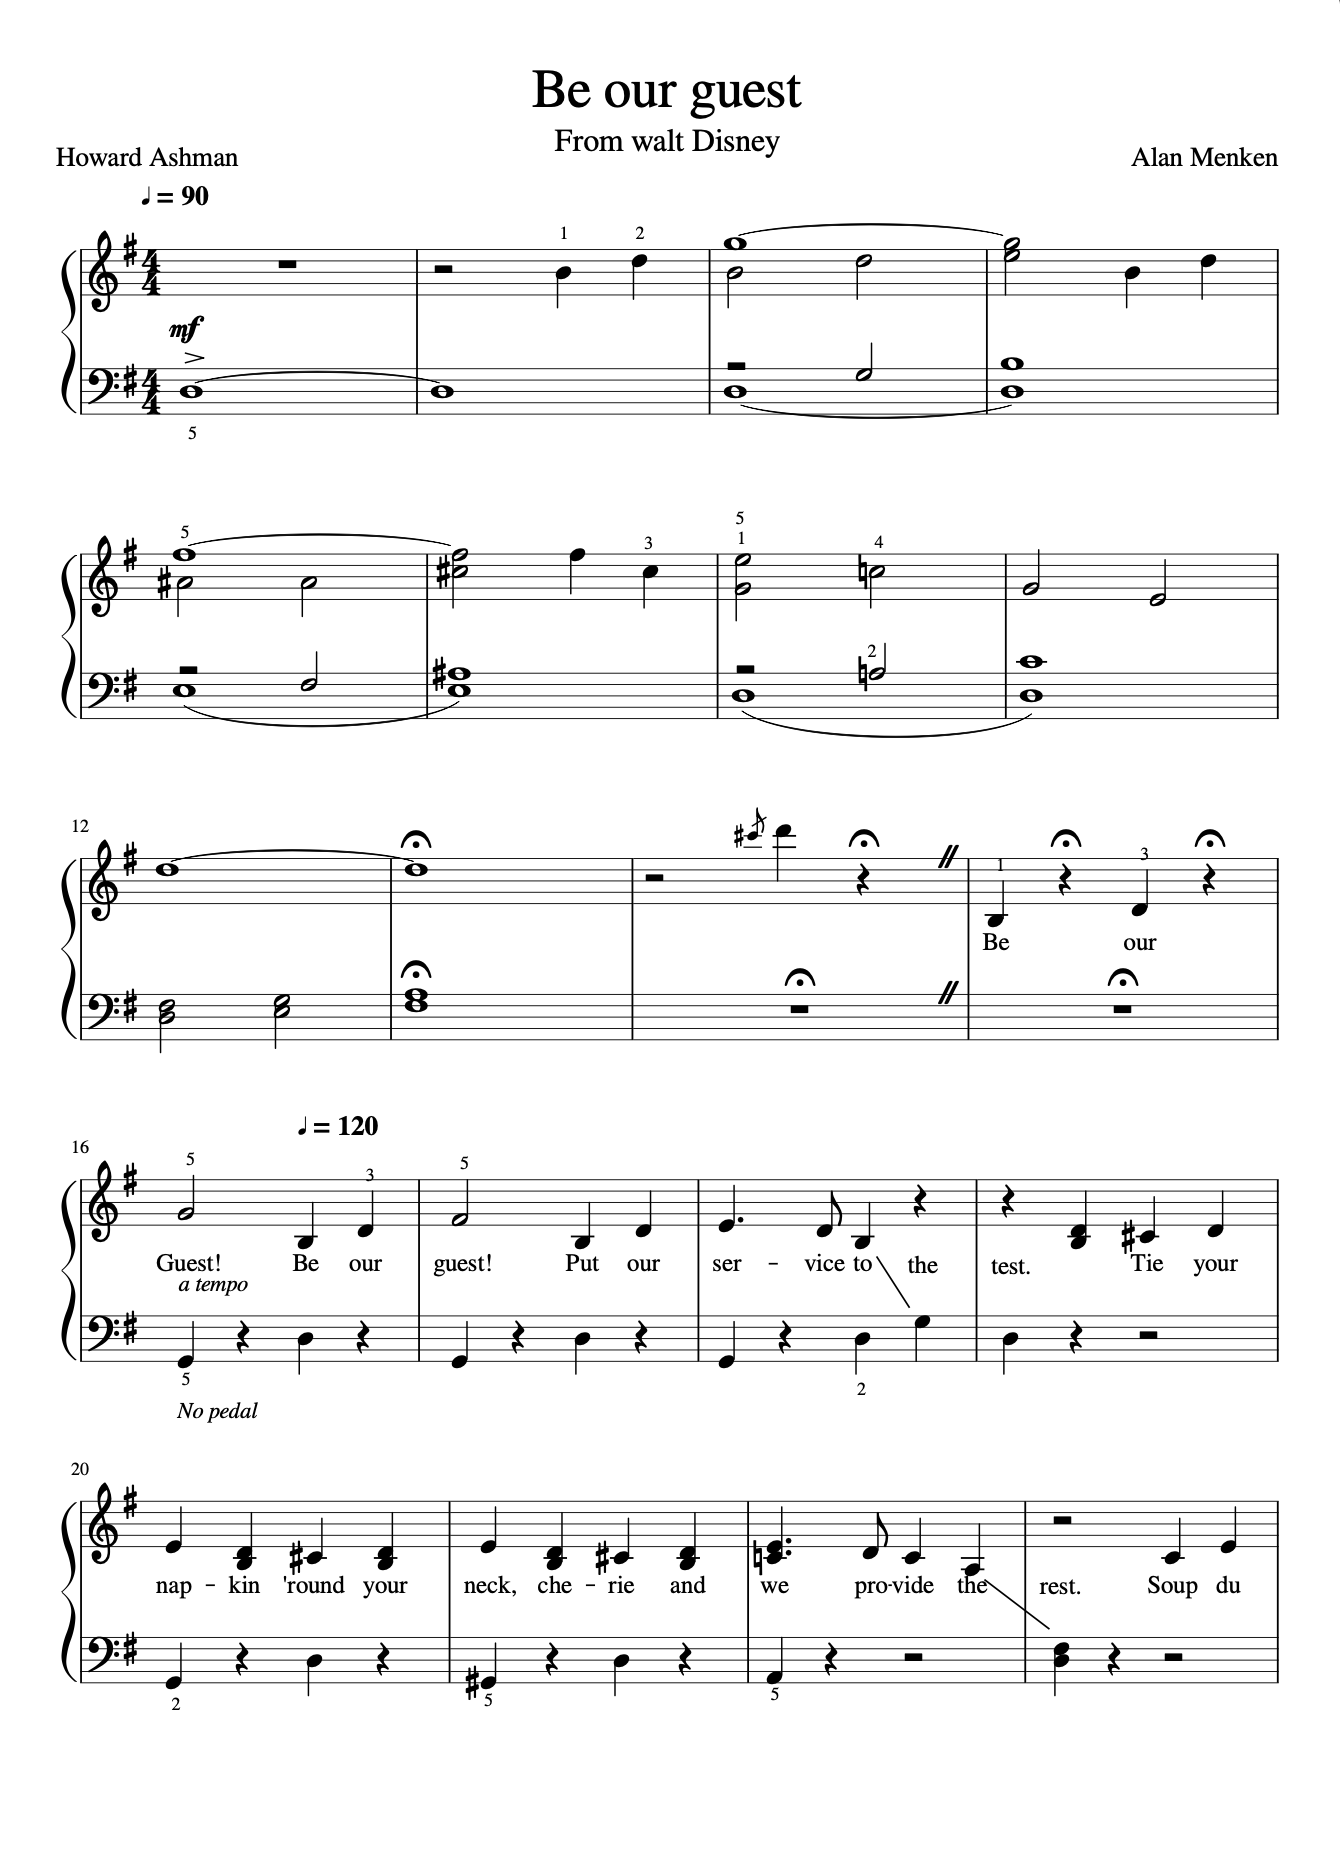 Be our guest
From walt Disney
Howard Ashman
Alan Menken
♩ = 90
1 2
mf
5
5 3 5 1 4
2
12
1 3
Be our
♩ = 120
16
5 3 5
Guest! Be our guest! Put our ser - vice to the test. Tie your
a tempo
5 2
No pedal
20
nap - kin 'round your neck, che - rie and we pro - vide the rest. Soup du
2 5 5